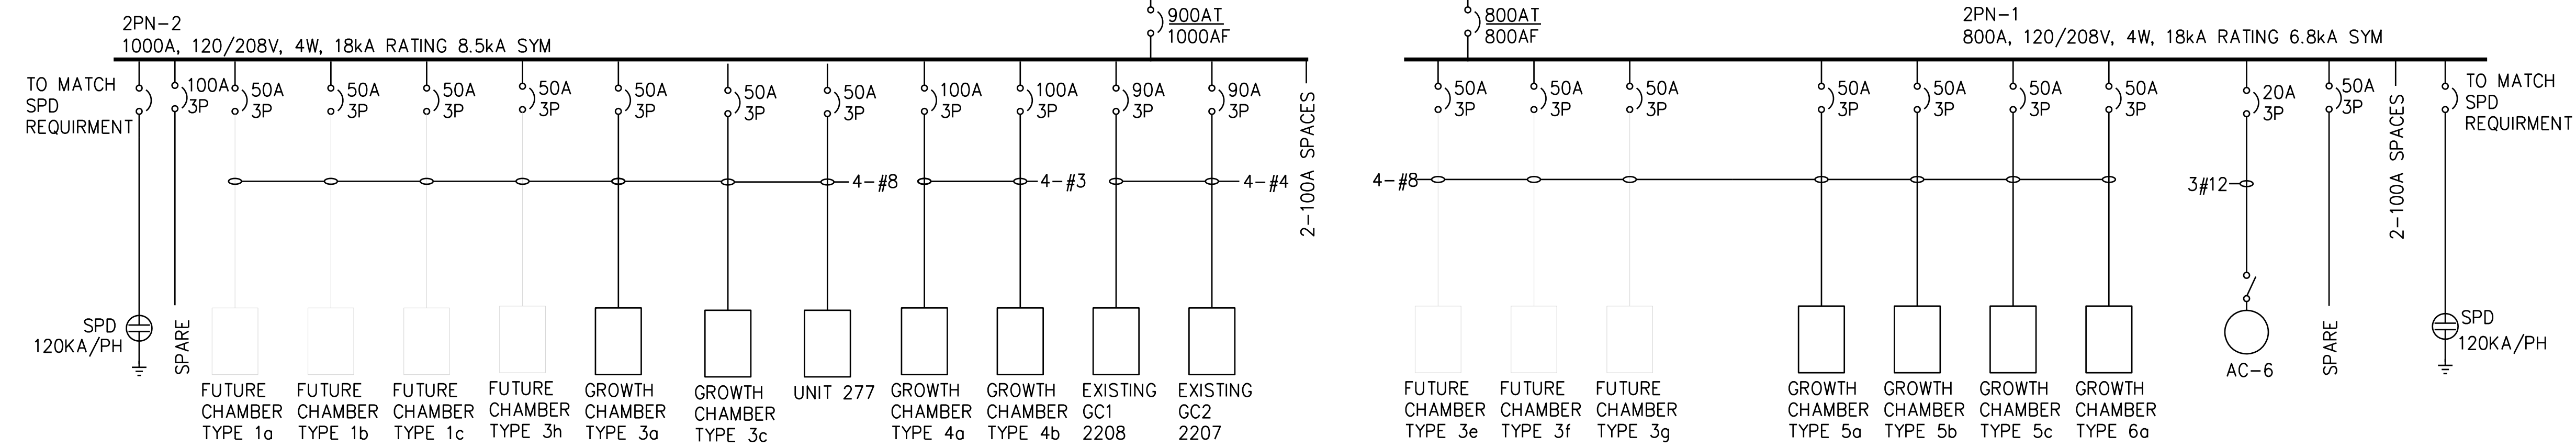 2PN-2
1000A, 120/208V, 4W, 18kA RATING 8.5kA SYM
900AT
1000AF
TO MATCH
SPD
REQUIRMENT
100A
3P
50A
3P
50A
3P
50A
3P
50A
3P
50A
3P
50A
3P
50A
3P
100A
3P
100A
3P
90A
3P
90A
3P
2-100A SPACES
4-#8
4-#3
4-#4
SPD
120KA/PH
SPARE
FUTURE
CHAMBER
TYPE 1a
FUTURE
CHAMBER
TYPE 1b
FUTURE
CHAMBER
TYPE 1c
FUTURE
CHAMBER
TYPE 3h
GROWTH
CHAMBER
TYPE 3a
GROWTH
CHAMBER
TYPE 3c
UNIT 277
GROWTH
CHAMBER
TYPE 4a
GROWTH
CHAMBER
TYPE 4b
EXISTING
GC1
2208
EXISTING
GC2
2207
800AT
800AF
2PN-1
800A, 120/208V, 4W, 18kA RATING 6.8kA SYM
50A
3P
50A
3P
50A
3P
50A
3P
50A
3P
50A
3P
50A
3P
20A
3P
50A
3P
2-100A SPACES
TO MATCH
SPD
REQUIRMENT
4-#8
3#12
FUTURE
CHAMBER
TYPE 3e
FUTURE
CHAMBER
TYPE 3f
FUTURE
CHAMBER
TYPE 3g
GROWTH
CHAMBER
TYPE 5a
GROWTH
CHAMBER
TYPE 5b
GROWTH
CHAMBER
TYPE 5c
GROWTH
CHAMBER
TYPE 6a
AC-6
SPARE
SPD
120KA/PH